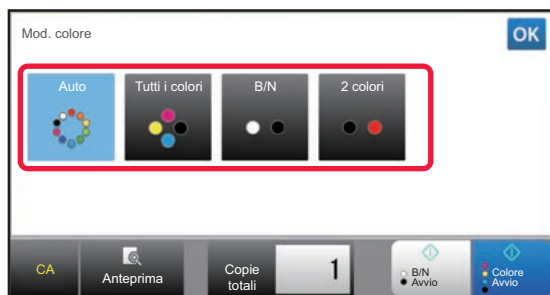 Mod. colore
OK
Auto
Tutti i colori
B/N
2 colori
CA
Anteprima
Copie
totali
1
B/N
Avvio
Colore
Avvio